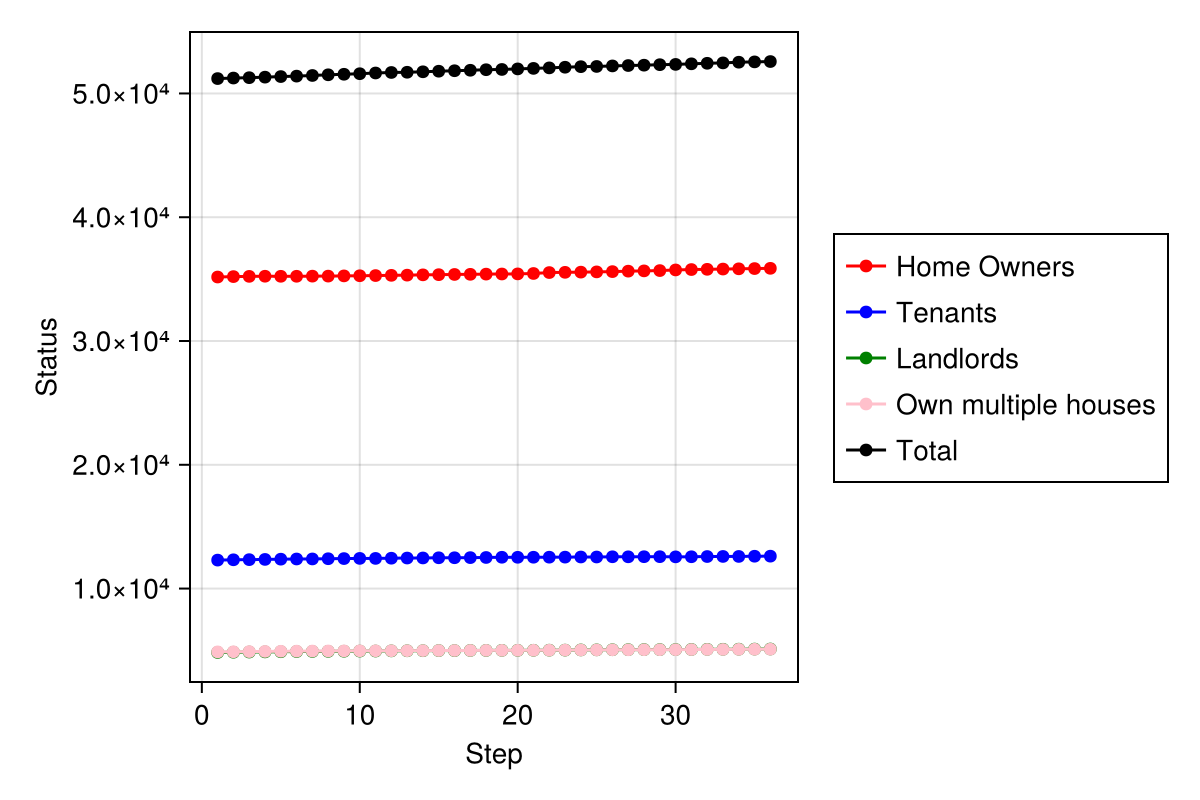 5.0×10⁴
4.0×10⁴
3.0×10⁴
2.0×10⁴
1.0×10⁴
Status
0 10 20 30
Step
Home Owners
Tenants
Landlords
Own multiple houses
Total